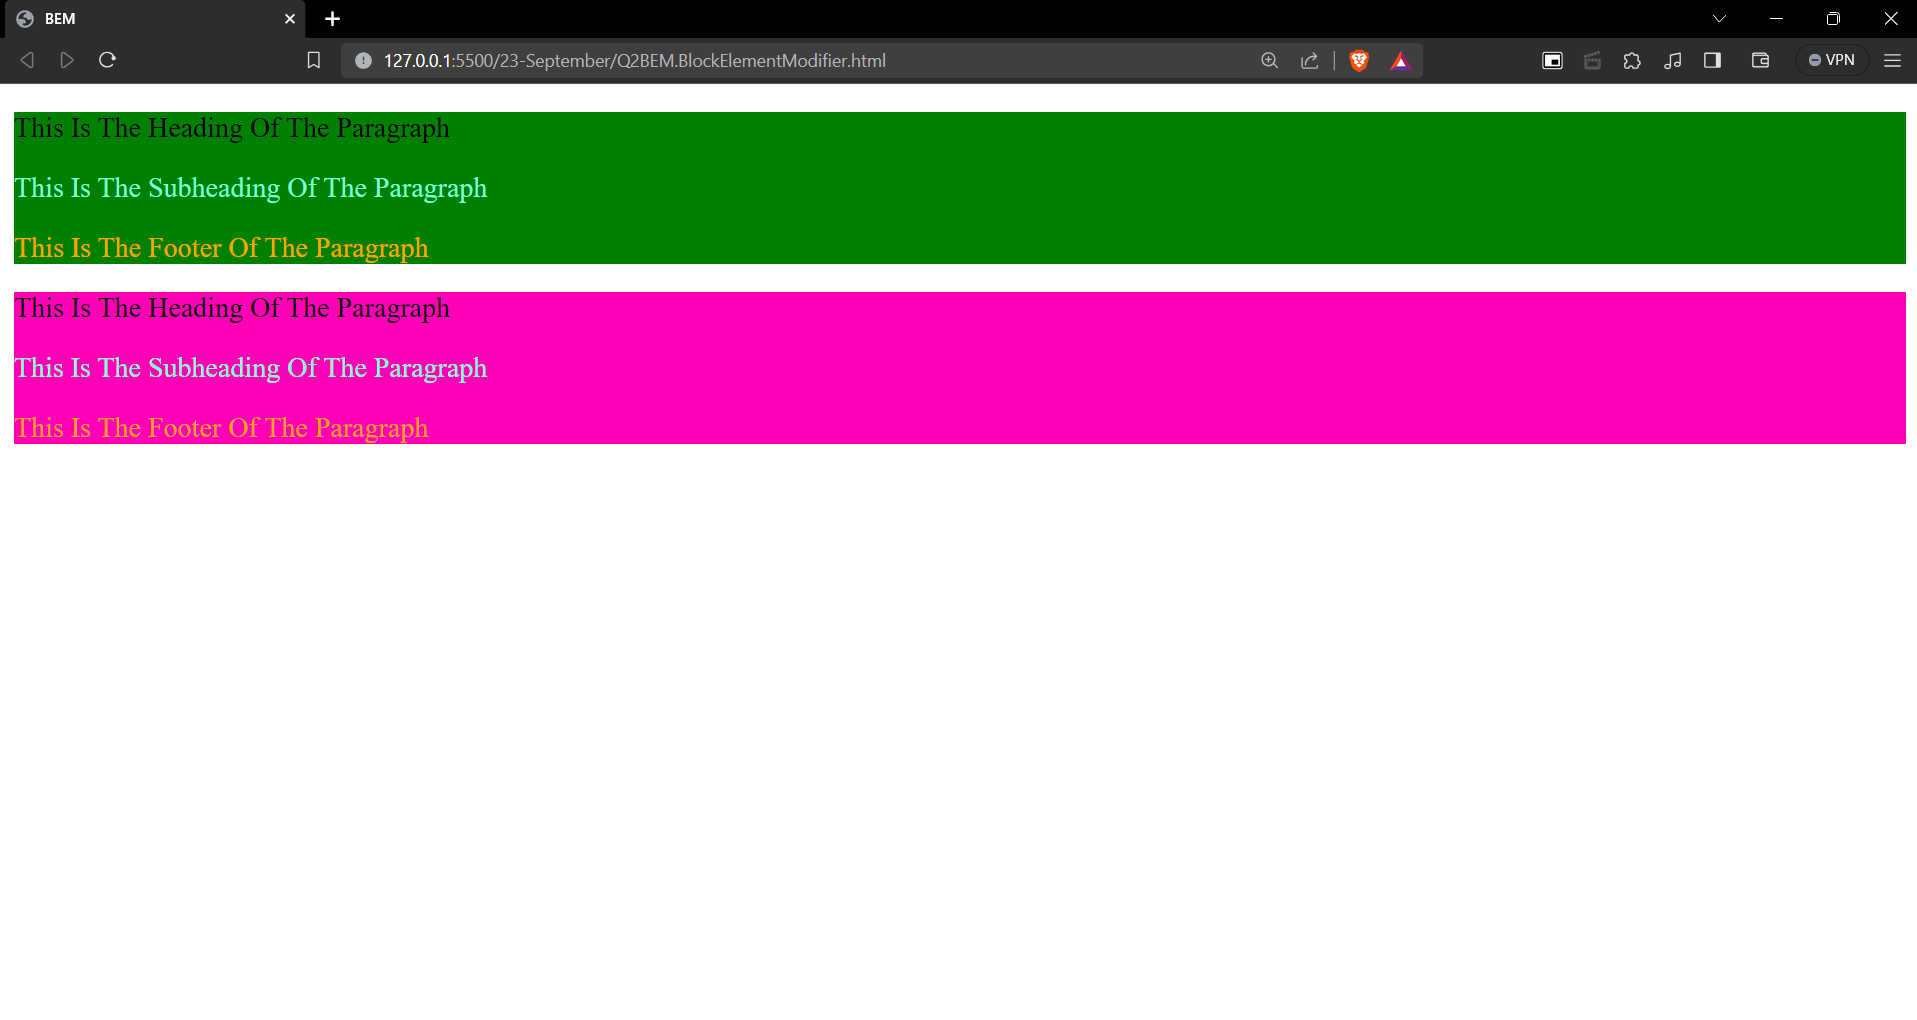 BEM
127.0.0.1:5500/23-September/Q2BEM.BlockElementModifier.html
VPN
This Is The Heading Of The Paragraph
This Is The Subheading Of The Paragraph
This Is The Footer Of The Paragraph
This Is The Heading Of The Paragraph
This Is The Subheading Of The Paragraph
This Is The Footer Of The Paragraph